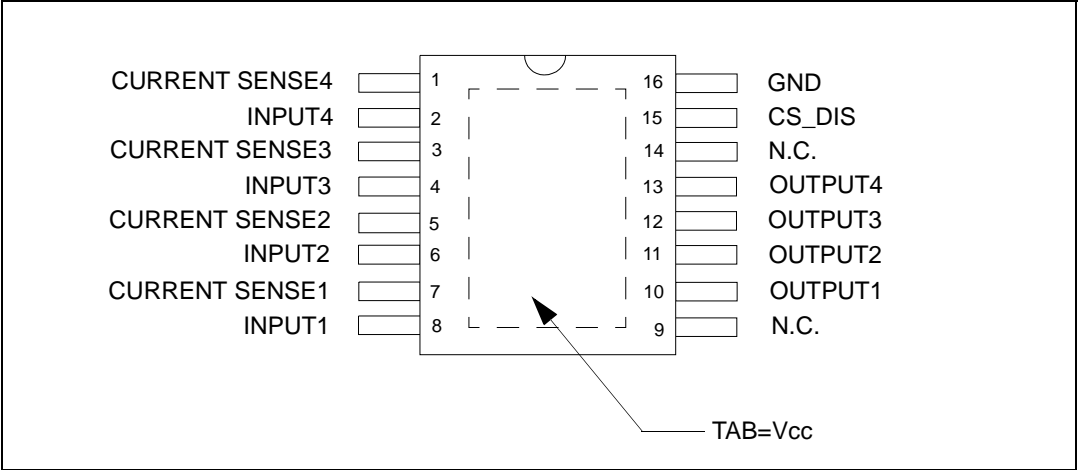 CURRENT SENSE4 1 16 GND
INPUT4 2 15 CS_DIS
CURRENT SENSE3 3 14 N.C.
INPUT3 4 13 OUTPUT4
CURRENT SENSE2 5 12 OUTPUT3
INPUT2 6 11 OUTPUT2
CURRENT SENSE1 7 10 OUTPUT1
INPUT1 8 9 N.C.
TAB=Vcc